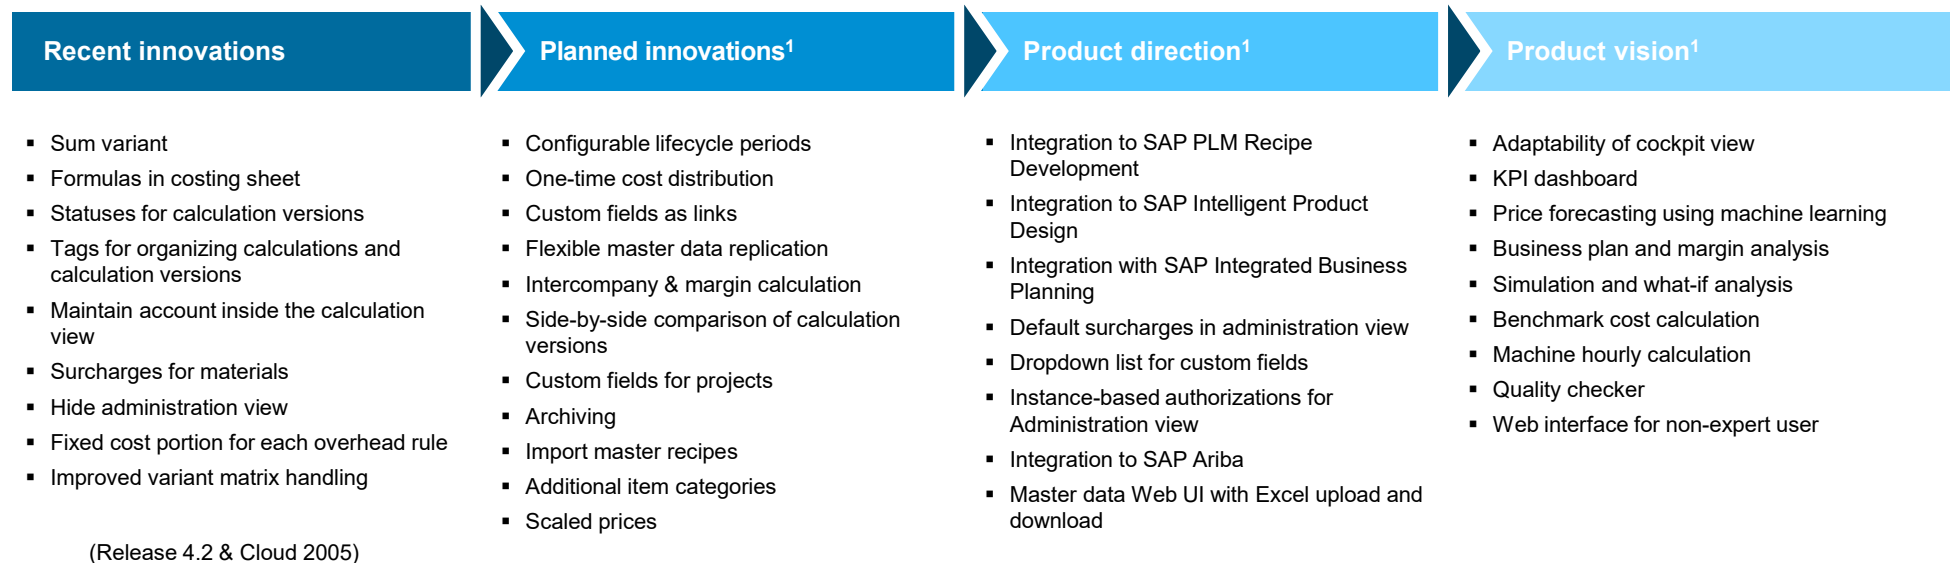 Recent innovations
Planned innovations¹
Product direction¹
Product vision¹
▪ Sum variant
▪ Formulas in costing sheet
▪ Statuses for calculation versions
▪ Tags for organizing calculations and
calculation versions
▪ Maintain account inside the calculation
view
▪ Surcharges for materials
▪ Hide administration view
▪ Fixed cost portion for each overhead rule
▪ Improved variant matrix handling
(Release 4.2 & Cloud 2005)
▪ Configurable lifecycle periods
▪ One-time cost distribution
▪ Custom fields as links
▪ Flexible master data replication
▪ Intercompany & margin calculation
▪ Side-by-side comparison of calculation
versions
▪ Custom fields for projects
▪ Archiving
▪ Import master recipes
▪ Additional item categories
▪ Scaled prices
▪ Integration to SAP PLM Recipe
Development
▪ Integration to SAP Intelligent Product
Design
▪ Integration with SAP Integrated Business
Planning
▪ Default surcharges in administration view
▪ Dropdown list for custom fields
▪ Instance-based authorizations for
Administration view
▪ Integration to SAP Ariba
▪ Master data Web UI with Excel upload and
download
▪ Adaptability of cockpit view
▪ KPI dashboard
▪ Price forecasting using machine learning
▪ Business plan and margin analysis
▪ Simulation and what-if analysis
▪ Benchmark cost calculation
▪ Machine hourly calculation
▪ Quality checker
▪ Web interface for non-expert user